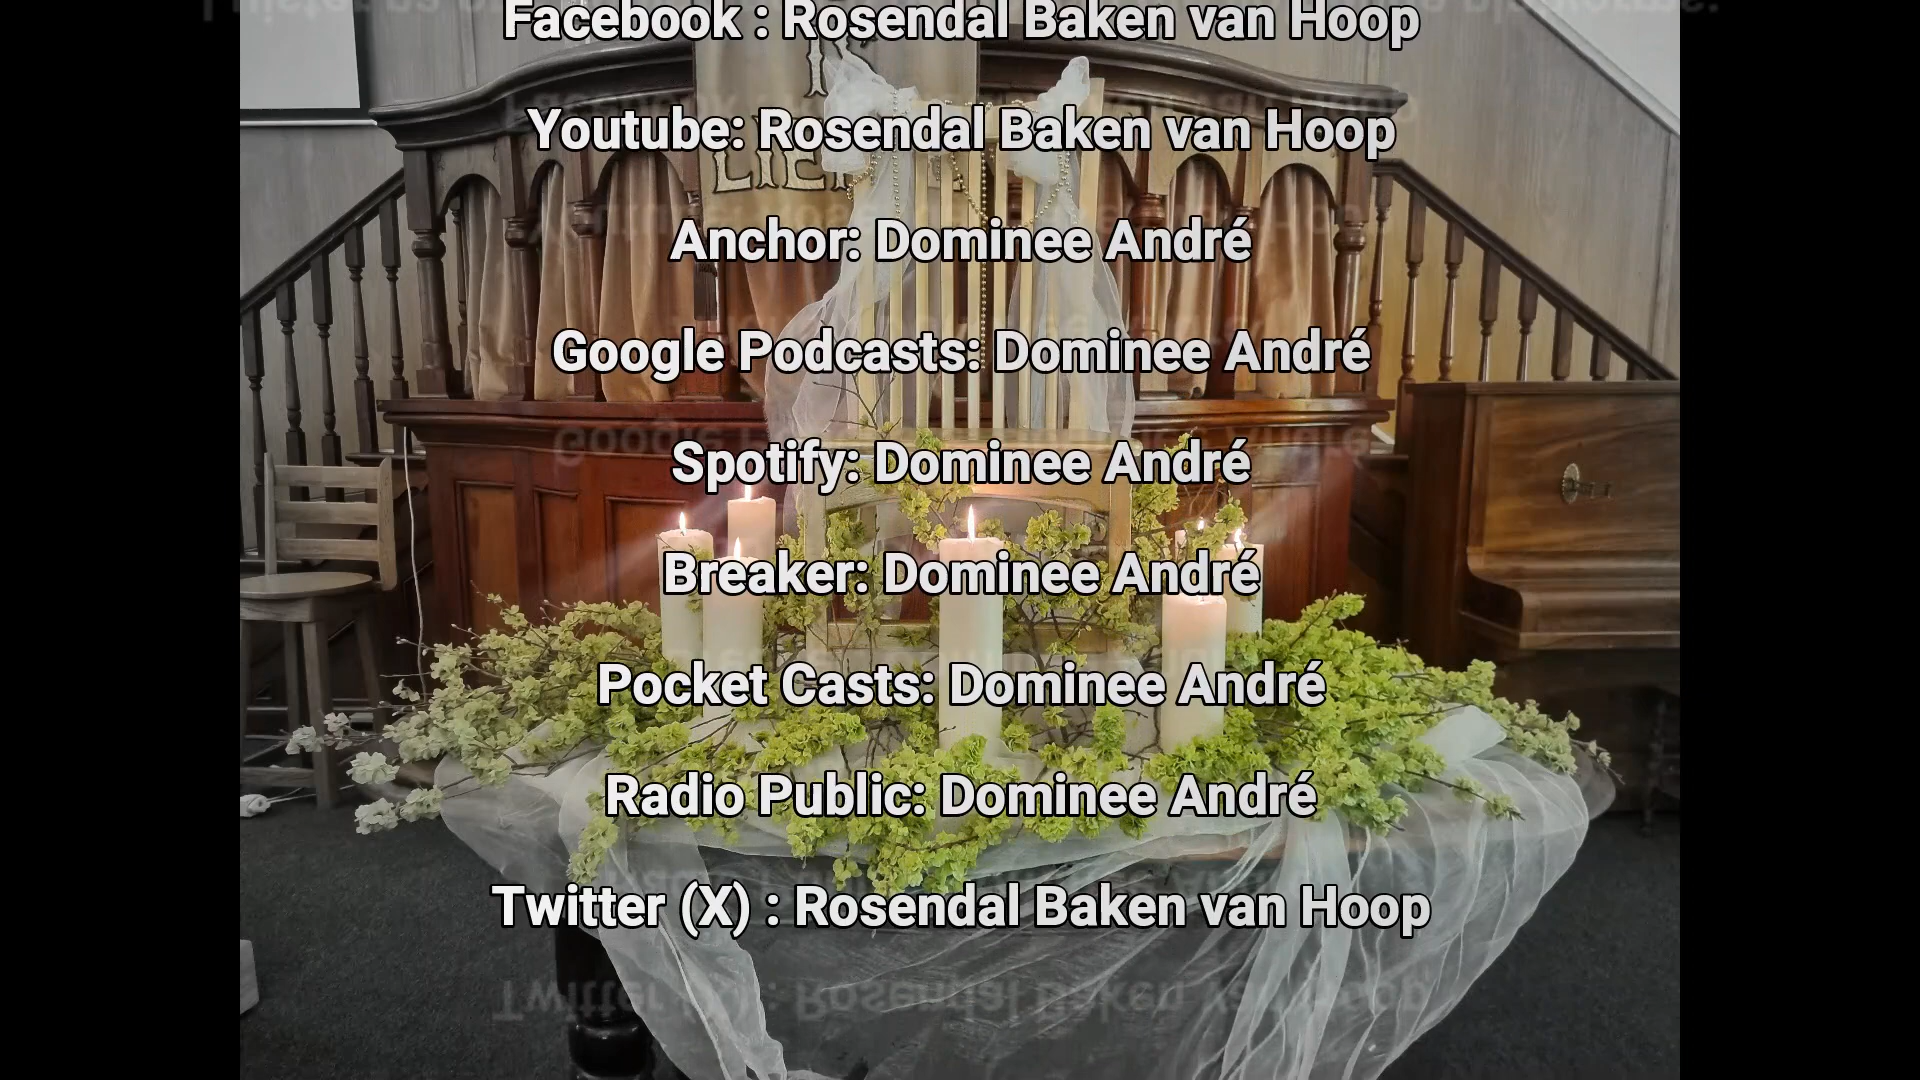 Facebook : Rosendal Baken van Hoop
Youtube: Rosendal Baken van Hoop
Anchor: Dominee André
Google Podcasts: Dominee André
Spotify: Dominee André
Breaker: Dominee André
Pocket Casts: Dominee André
Radio Public: Dominee André
Twitter (X) : Rosendal Baken van Hoop